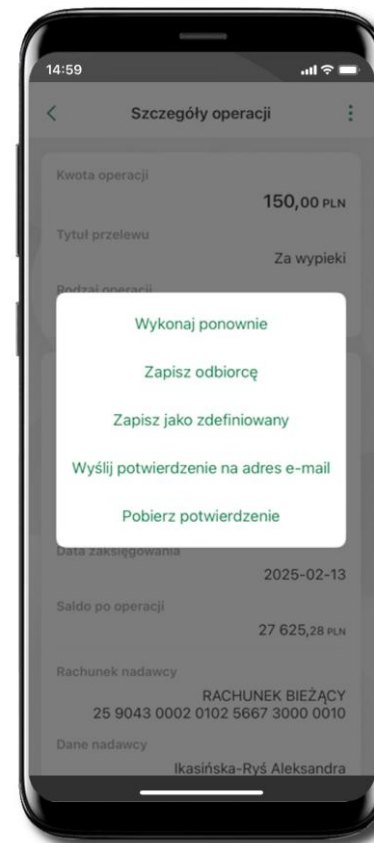 14:59
Szczegóły operacji
Kwota operacji
150,00 PLN
Tytuł przelewu
Za wypieki
Rodzaj operacji
Wykonaj ponownie
Zapisz odbiorcę
Zapisz jako zdefiniowany
Wyślij potwierdzenie na adres e-mail
Pobierz potwierdzenie
Data zaksięgowania
2025-02-13
Saldo po operacji
27 625,28 PLN
Rachunek nadawcy
RACHUNEK BIEŻĄCY
25 9043 0002 0102 5667 3000 0010
Dane nadawcy
Ikasińska-Ryś Aleksandra